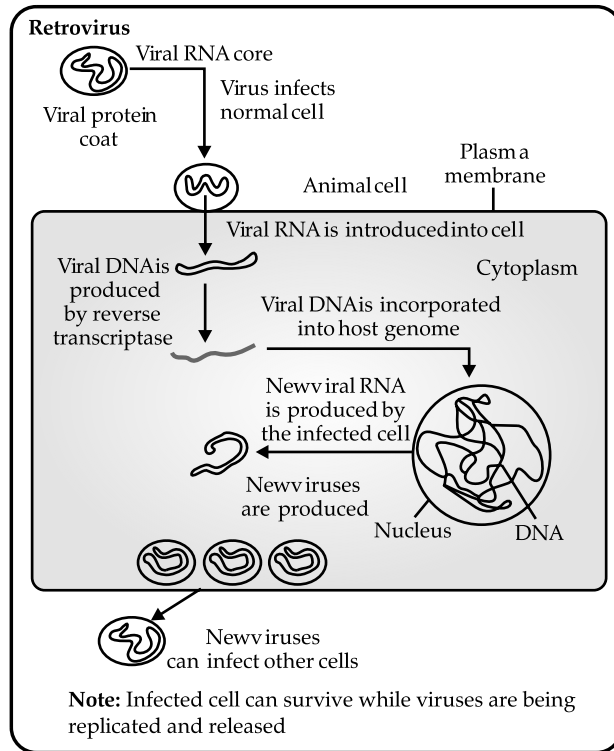 Retrovirus
Viral RNA core
Virus infects
normal cell
Viral protein
coat
Plasma
membrane
Animal cell
Viral RNA is introduced into cell
Cytoplasm
Viral DNA is
produced
by reverse
transcriptase
Viral DNA is incorporated
into host genome
New viral RNA
is produced by
the infected cell
New viruses
are produced
Nucleus
DNA
New viruses
can infect other cells
Note: Infected cell can survive while viruses are being
replicated and released